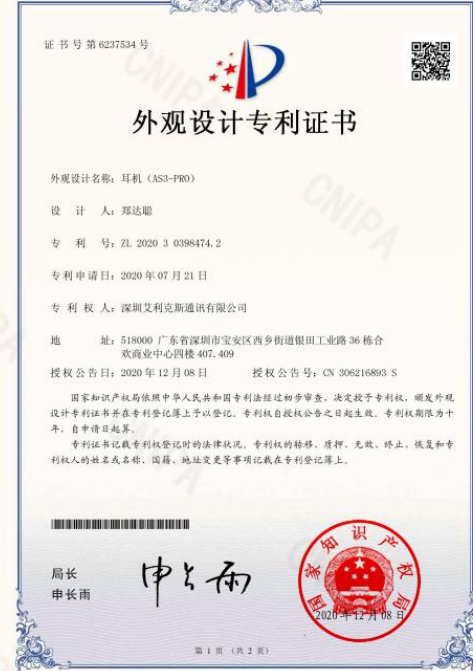 证书号第6237534号
外观设计专利证书
外观设计名称：耳机（AS3-PRO）
设 计 人：郑达聪
专 利 号：ZL 2020 3 0398474.2
专利申请日：2020年07月21日
专 利 权 人：深圳艾利克斯通讯有限公司
地 址：518000 广东省深圳市宝安区西乡街道银田工业路36栋合
欢商业中心四楼407.409
授权公告日：2020年12月08日 授权公告号：CN 306216893 S
国家知识产权局依照中华人民共和国专利法经过初步审查，决定授予专利权，颁发外观
设计专利证书并在专利登记簿上予以登记。专利权自授权公告之日起生效。专利权期限为十
年，自申请日起算。
专利证书记载专利权登记时的法律状况。专利权的转移、质押、无效、终止、恢复和专
利权人的姓名或名称、国籍、地址变更等事项记载在专利登记簿上。
局长
申长雨
申长雨
国家知识产权局
2020年12月08日
第 1 页 （共 2 页）
CNIPA
CNIPA
CNIPA